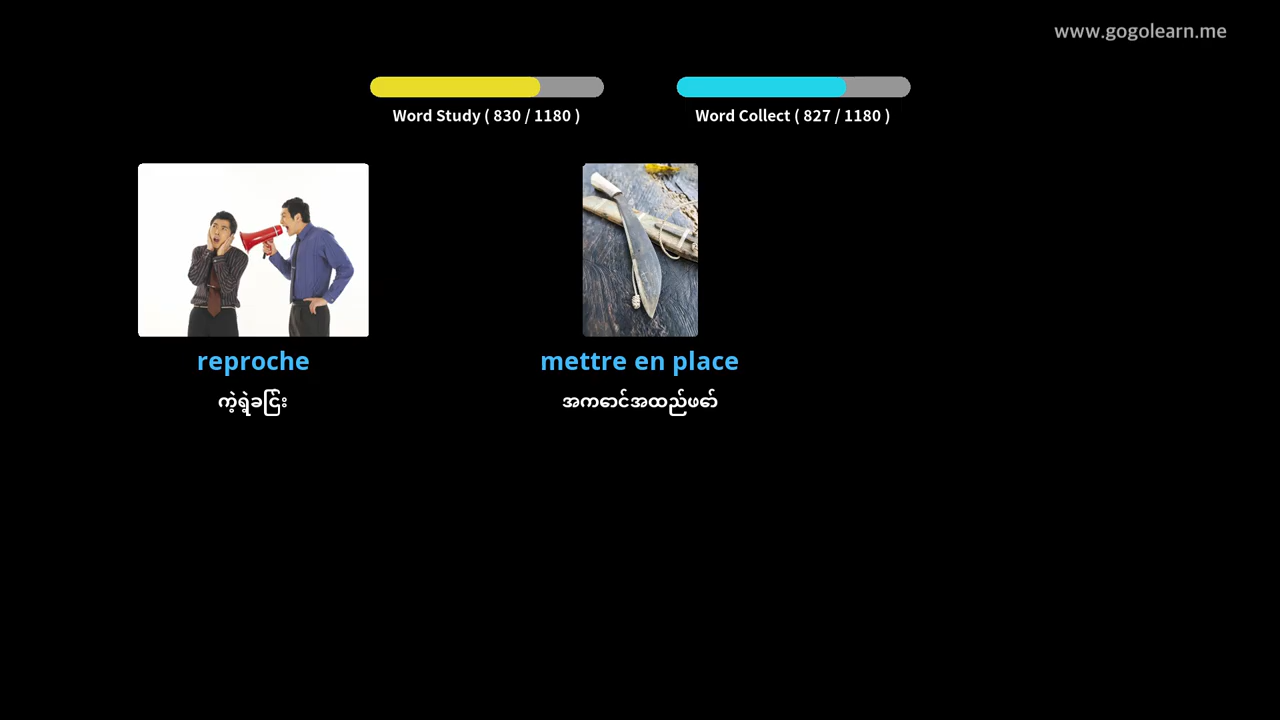 www.gogolearn.me
Word Study ( 830 / 1180 )
Word Collect ( 827 / 1180 )
reproche
mettre en place
ကဲ့ရဲ့ခြင်း
အကောင်အထည်ဖော်